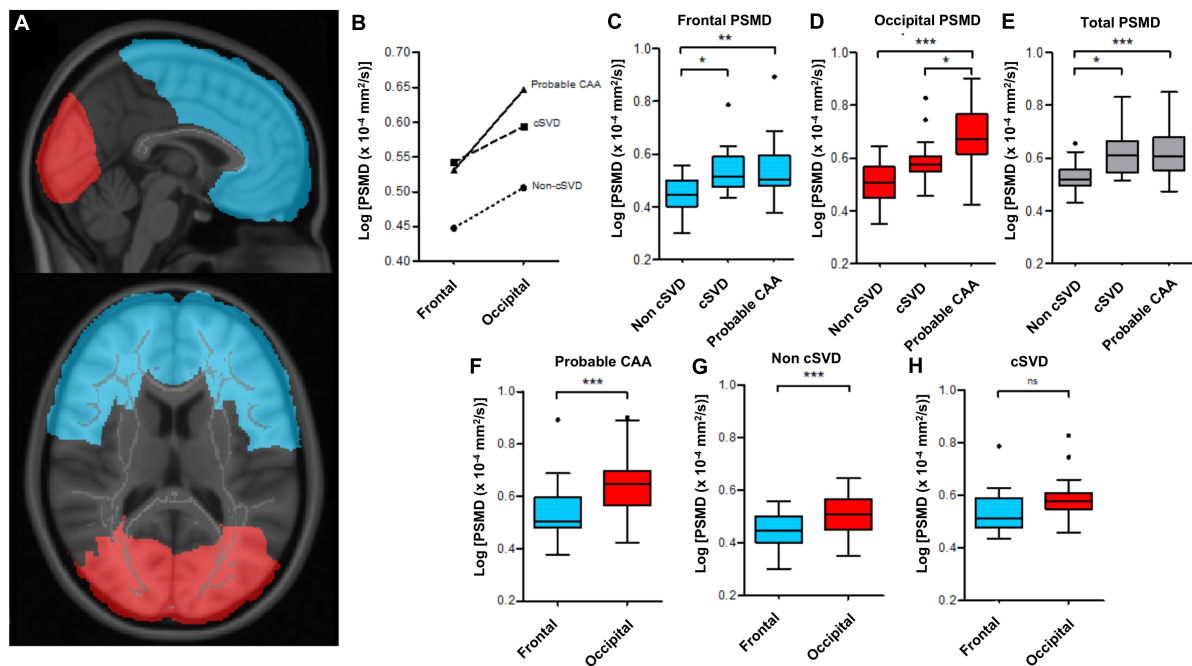 A
B
Log [PSMD (x 10-4 mm2/s)]
0.70
0.65
0.60
0.55
0.50
0.45
0.40
Probable CAA
cSVD
Non-cSVD
Frontal
Occipital
C
Frontal PSMD
**
*
Log [PSMD (x 10-4 mm2/s)]
1.0
0.8
0.6
0.4
0.2
Non cSVD
cSVD
Probable CAA
D
Occipital PSMD
***
*
Log [PSMD (x 10-4 mm2/s)]
1.0
0.8
0.6
0.4
0.2
Non cSVD
cSVD
Probable CAA
E
Total PSMD
***
*
Log [PSMD (x 10-4 mm2/s)]
1.0
0.8
0.6
0.4
0.2
Non cSVD
cSVD
Probable CAA
F
Probable CAA
***
Log [PSMD (x 10-4 mm2/s)]
1.0
0.8
0.6
0.4
0.2
Frontal
Occipital
G
Non cSVD
***
Log [PSMD (x 10-4 mm2/s)]
1.0
0.8
0.6
0.4
0.2
Frontal
Occipital
H
cSVD
ns
Log [PSMD (x 10-4 mm2/s)]
1.0
0.8
0.6
0.4
0.2
Frontal
Occipital